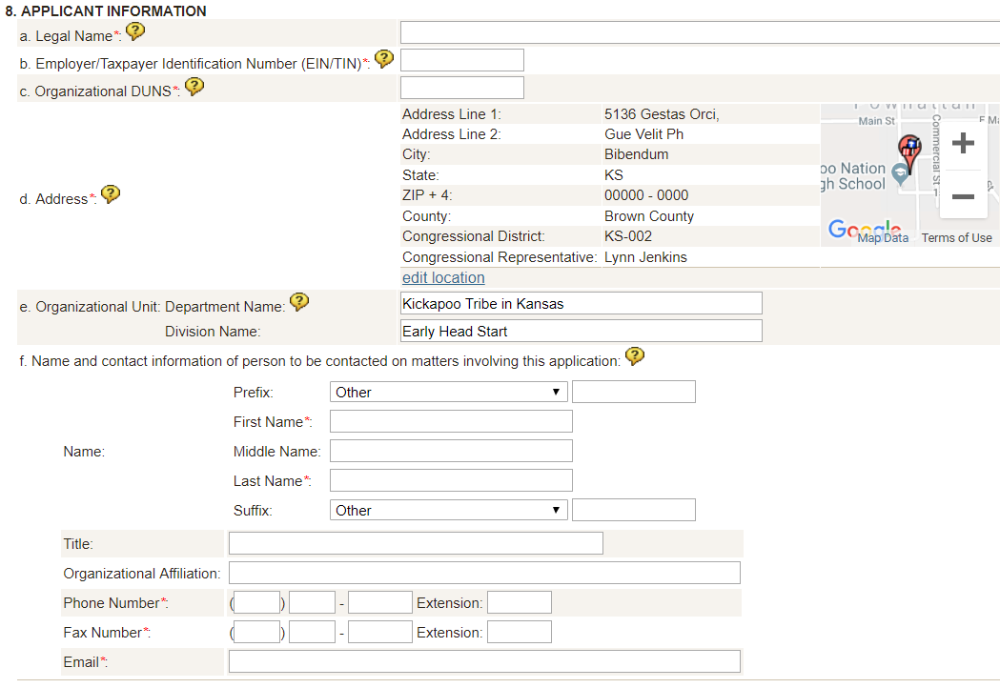 8. APPLICANT INFORMATION
a. Legal Name*:
b. Employer/Taxpayer Identification Number (EIN/TIN)*:
c. Organizational DUNS*:
d. Address*:
Address Line 1: 5136 Gestas Orci,
Address Line 2: Gue Velit Ph
City: Bibendum
State: KS
ZIP + 4: 00000 - 0000
County: Brown County
Congressional District: KS-002
Congressional Representative: Lynn Jenkins
edit location
Main St
Commercial St
oo Nation
gh School
Google
Map Data Terms of Use
e. Organizational Unit: Department Name: Kickapoo Tribe in Kansas
Division Name: Early Head Start
f. Name and contact information of person to be contacted on matters involving this application:
Name:
Prefix: Other
First Name*:
Middle Name:
Last Name*:
Suffix: Other
Title:
Organizational Affiliation:
Phone Number*: ( ) - Extension:
Fax Number*: ( ) - Extension:
Email*: